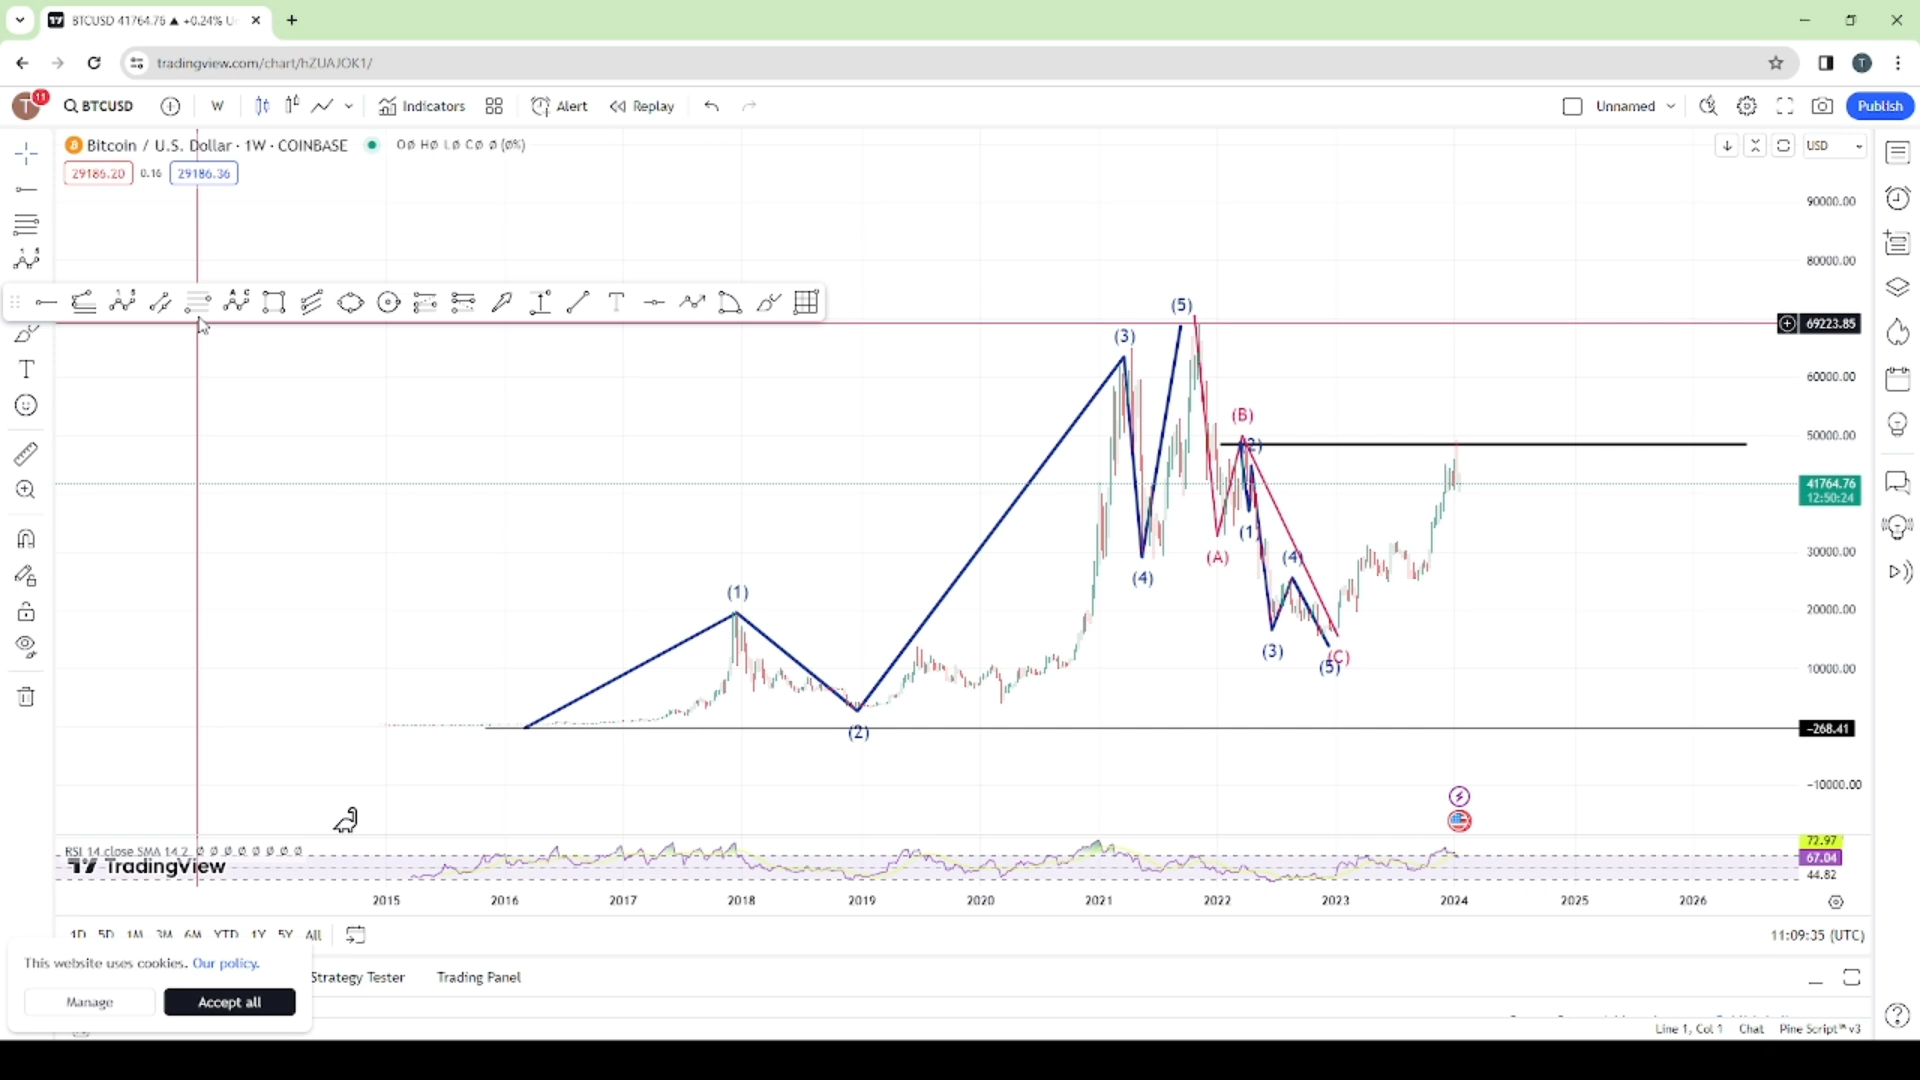 BTCUSD 41764.76 ▲ +0.24% U
tradingview.com/chart/hZUAJOK1/
T 11 BTCUSD W Indicators Alert Replay Unnamed Publish
Bitcoin / U.S. Dollar · 1W · COINBASE O∅ H∅ L∅ C∅ ∅ (∅%)
USD
29186.20 0.16 29186.36
90000.00
80000.00
(5)
69223.85
(3)
60000.00
(B)
50000.00
(2)
41764.76
12:50:24
(1)
30000.00
(A)
(4)
(4)
(1)
20000.00
(3)
(C)
(5)
10000.00
(2)
−268.41
−10000.00
RSI 14 close SMA 14 2 ∅ ∅ ∅ ∅ ∅ ∅ ∅ ∅
TradingView
72.97
67.04
44.82
2015 2016 2017 2018 2019 2020 2021 2022 2023 2024 2025 2026
1D 5D 1M 3M 6M YTD 1Y 5Y All
11:09:35 (UTC)
This website uses cookies. Our policy.
Strategy Tester Trading Panel
Manage Accept all
Line 1, Col 1 Chat Pine Script™ v3